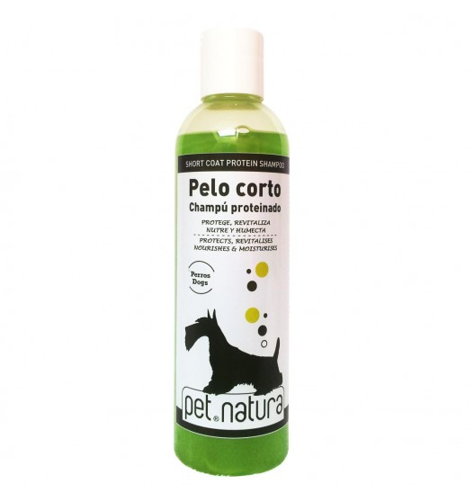 SHORT COAT PROTEIN SHAMPOO
Pelo corto
Champú proteinado
PROTEGE, REVITALIZA
NUTRE Y HUMECTA
PROTECTS, REVITALISES
NOURISHES & MOISTURISES
Perros
Dogs
pet® natura